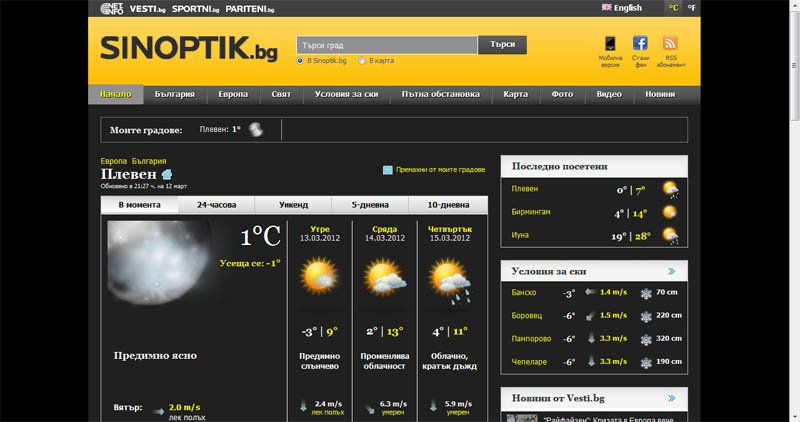 NET INFO VESTI.bg SPORTNI.bg PARITENI.bg English °C °F
SINOPTIK.bg
Търси град Търси
В Sinoptik.bg В карта
Мобилна версия
Стани фен
RSS абонамент
Начало България Европа Свят Условия за ски Пътна обстановка Карта Фото Видео Новини
Моите градове: Плевен: 1°
Европа България
Плевен
Обновено в 21:27 ч. на 12 март
Премахни от моите градове
В момента 24-часова Уикенд 5-дневна 10-дневна
1°C
Усеща се: -1°
Предимно ясно
Вятър: 2.0 m/s
лек полъх
Утре
13.03.2012
-3° | 9°
Предимно
слънчево
2.4 m/s
лек полъх
Сряда
14.03.2012
2° | 13°
Променлива
облачност
6.3 m/s
умерен
Четвъртък
15.03.2012
4° | 11°
Облачно,
кратък дъжд
5.9 m/s
умерен
Последно посетени
Плевен 0° | 7°
Бирмингам 4° | 14°
Иуна 19° | 28°
Условия за ски
Банско -3° 1.4 m/s 70 cm
Боровец -6° 1.5 m/s 220 cm
Пампорово -6° 3.3 m/s 320 cm
Чепеларе -6° 3.3 m/s 190 cm
Новини от Vesti.bg
"Райфайзен": Кризата в Европа вече